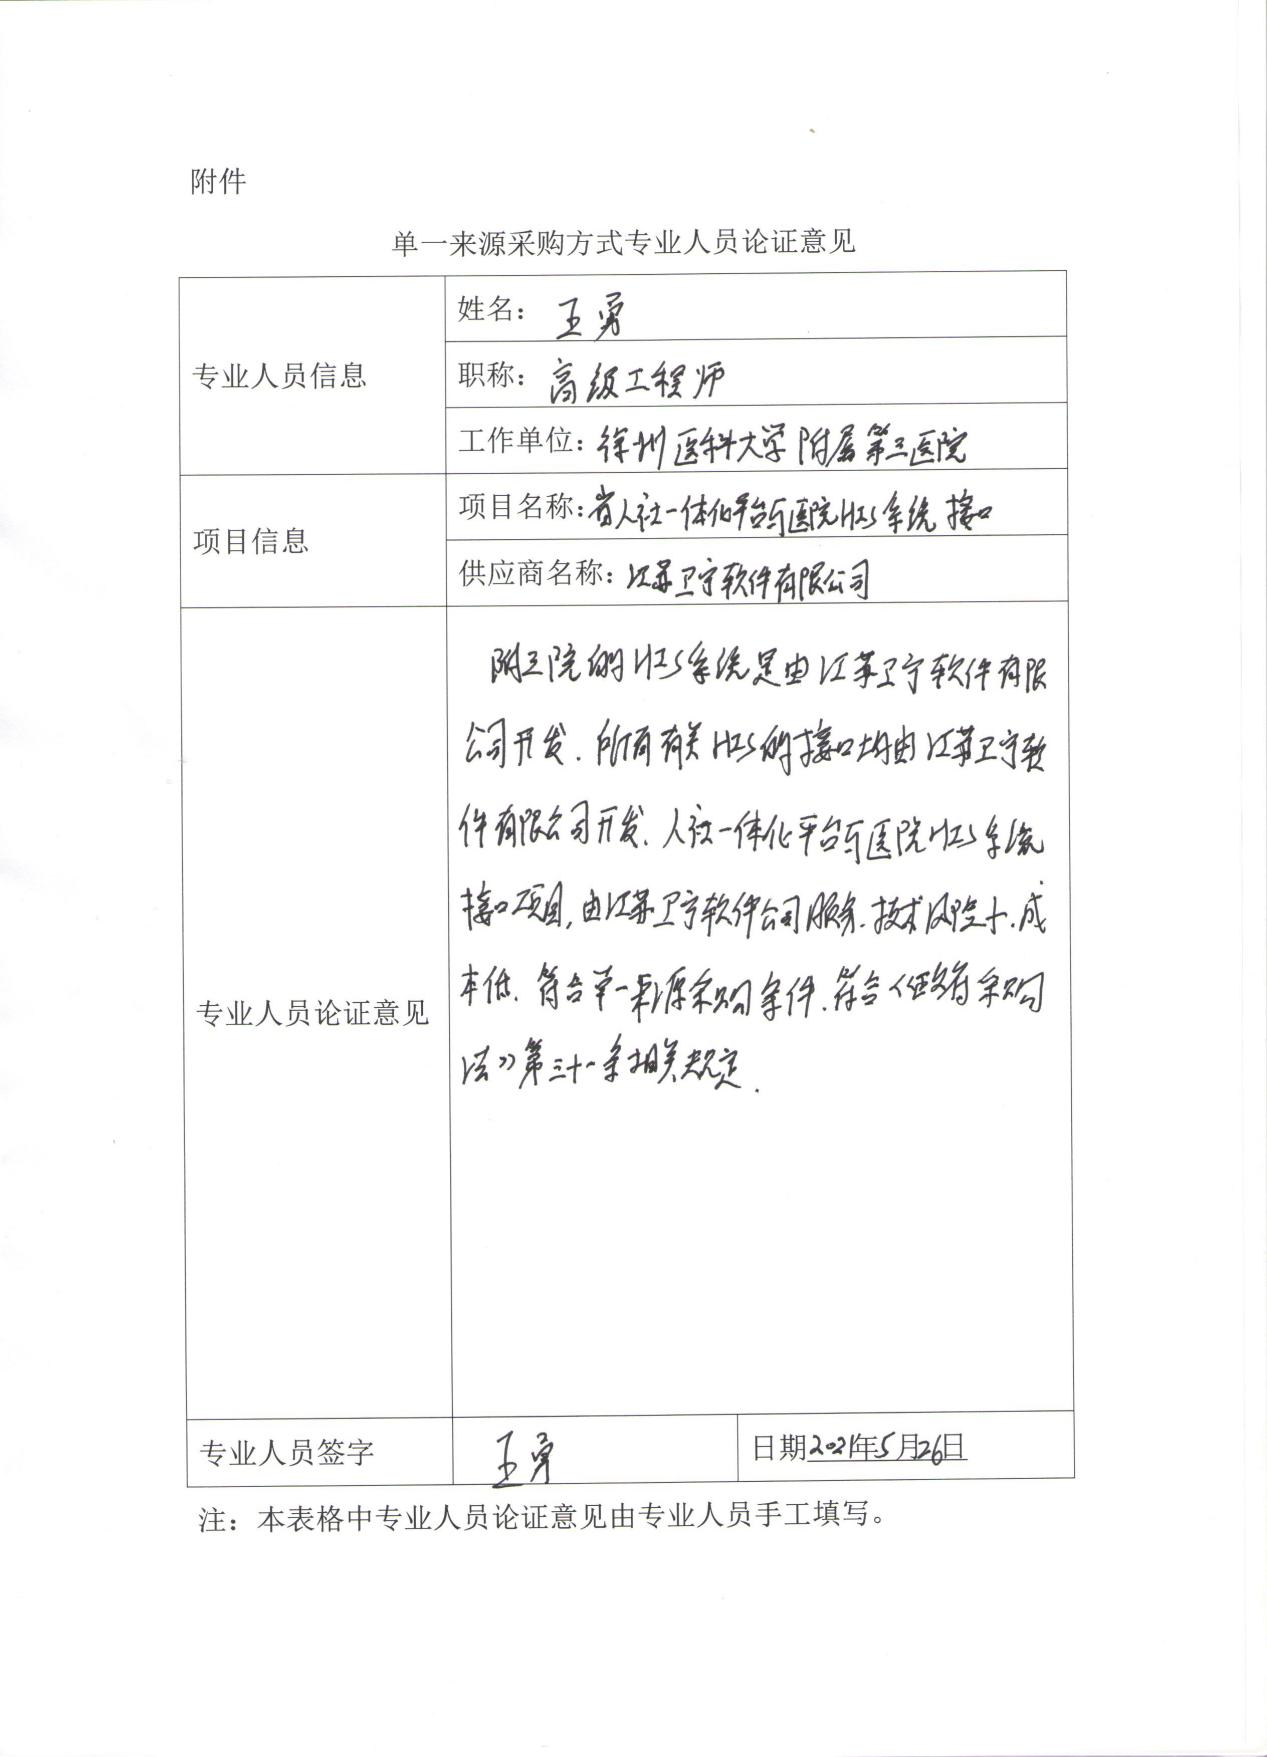 附件
单一来源采购方式专业人员论证意见
专业人员信息
姓名：王勇
职称：高级工程师
工作单位：徐州医科大学附属第三医院
项目信息
项目名称：省人社一体化平台与医院HIS系统接口
供应商名称：江苏卫宁软件有限公司
专业人员论证意见
附三院的HIS系统是由江苏卫宁软件有限
公司开发.所有有关HIS的接口均由江苏卫宁软
件有限公司开发、人社一体化平台与医院HIS系统
接口项目,由江苏卫宁软件公司服务.技术风险小.成
本低、符合单一来源采购条件.符合《政府采购
法》第三十一条相关规定.
专业人员签字
王勇
日期2021年5月26日
注：本表格中专业人员论证意见由专业人员手工填写。